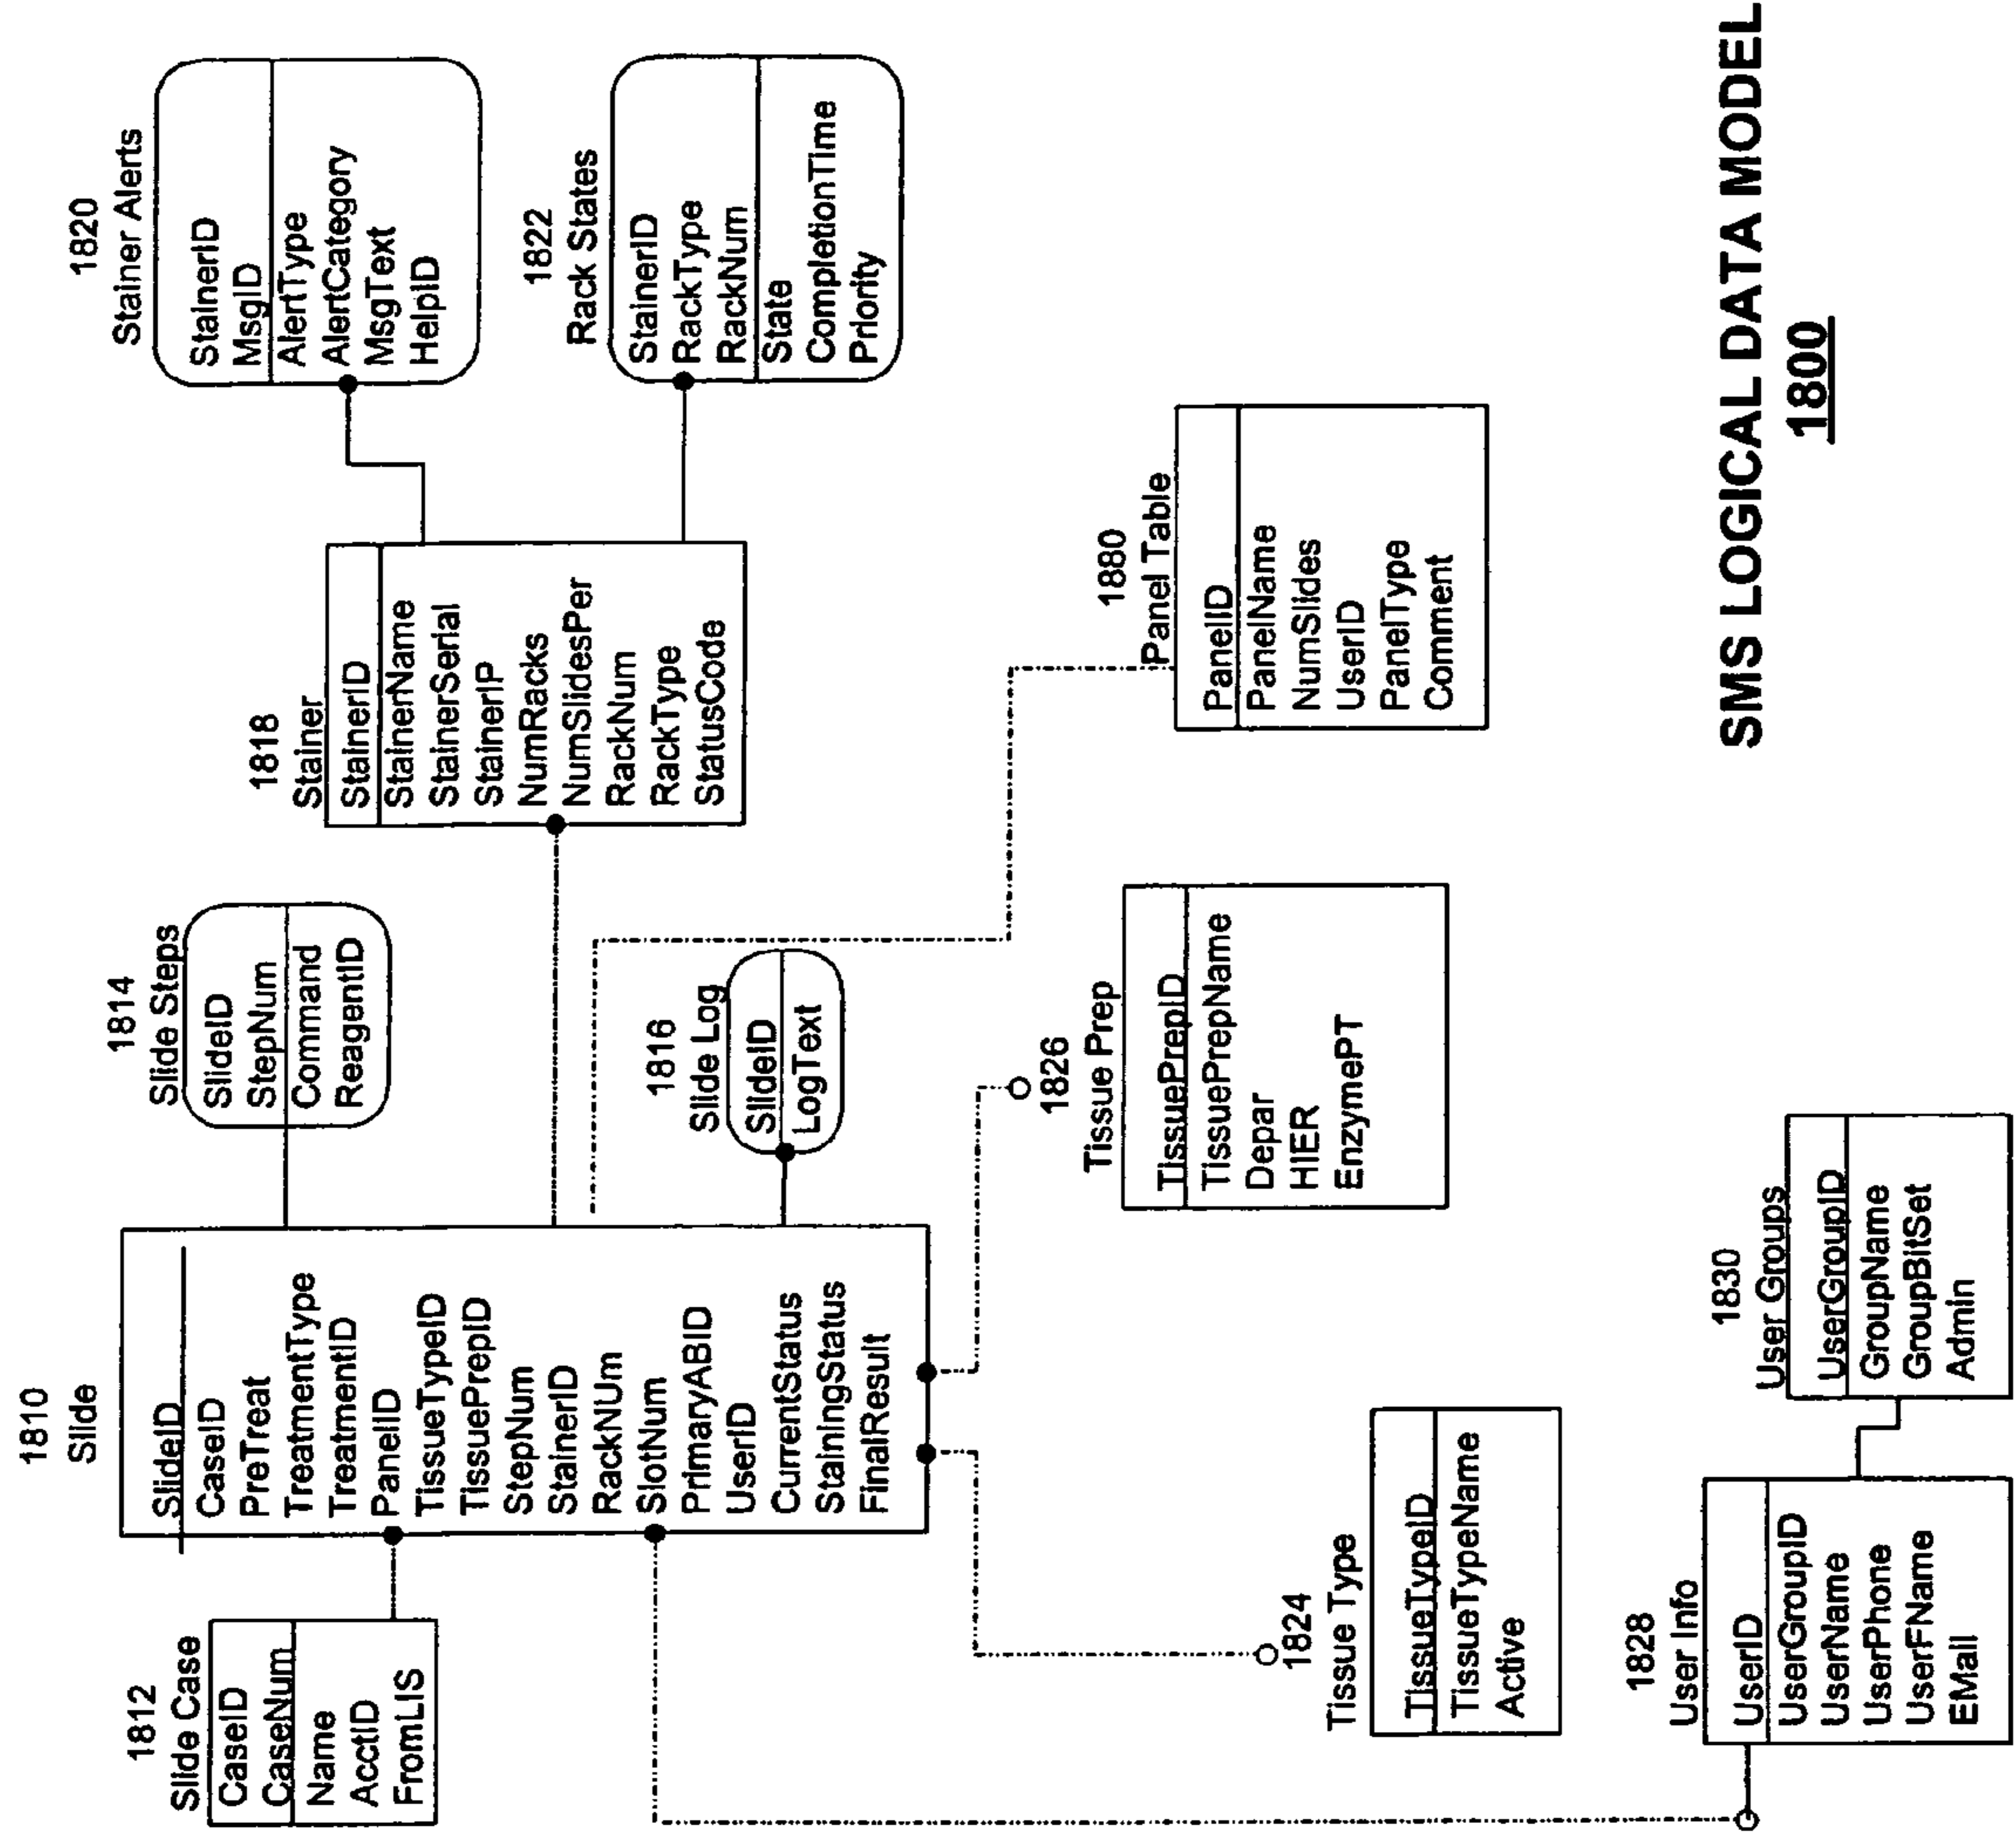 1810
Slide
SlideID
CaseID
PreTreat
TreatmentType
TreatmentID
PanelID
TissueTypeID
TissuePrepID
StepNum
StainerID
RackNUm
SlotNum
PrimaryABID
UserID
CurrentStatus
StainingStatus
FinalResult
1812
Slide Case
CaseID
CaseNum
Name
AcctID
FromLIS
1814
Slide Steps
SlideID
StepNum
Command
ReagentID
1816
Slide Log
SlideID
LogText
1818
Stainer
StainerID
StainerName
StainerSerial
StainerIP
NumRacks
NumSlidesPer
RackNum
RackType
StatusCode
1820
Stainer Alerts
StainerID
MsgID
AlertType
AlertCategory
MsgText
HelpID
1822
Rack States
StainerID
RackType
RackNum
State
CompletionTime
Priority
1824
Tissue Type
TissueTypeID
TissueTypeName
Active
1826
Tissue Prep
TissuePrepID
TissuePrepName
Depar
HIER
EnzymePT
1880
Panel Table
PanelID
PanelName
NumSlides
UserID
PanelType
Comment
1828
User Info
UserID
UserGroupID
UserName
UserPhone
UserFName
EMail
1830
User Groups
UserGroupID
GroupName
GroupBitSet
Admin
SMS LOGICAL DATA MODEL
1800